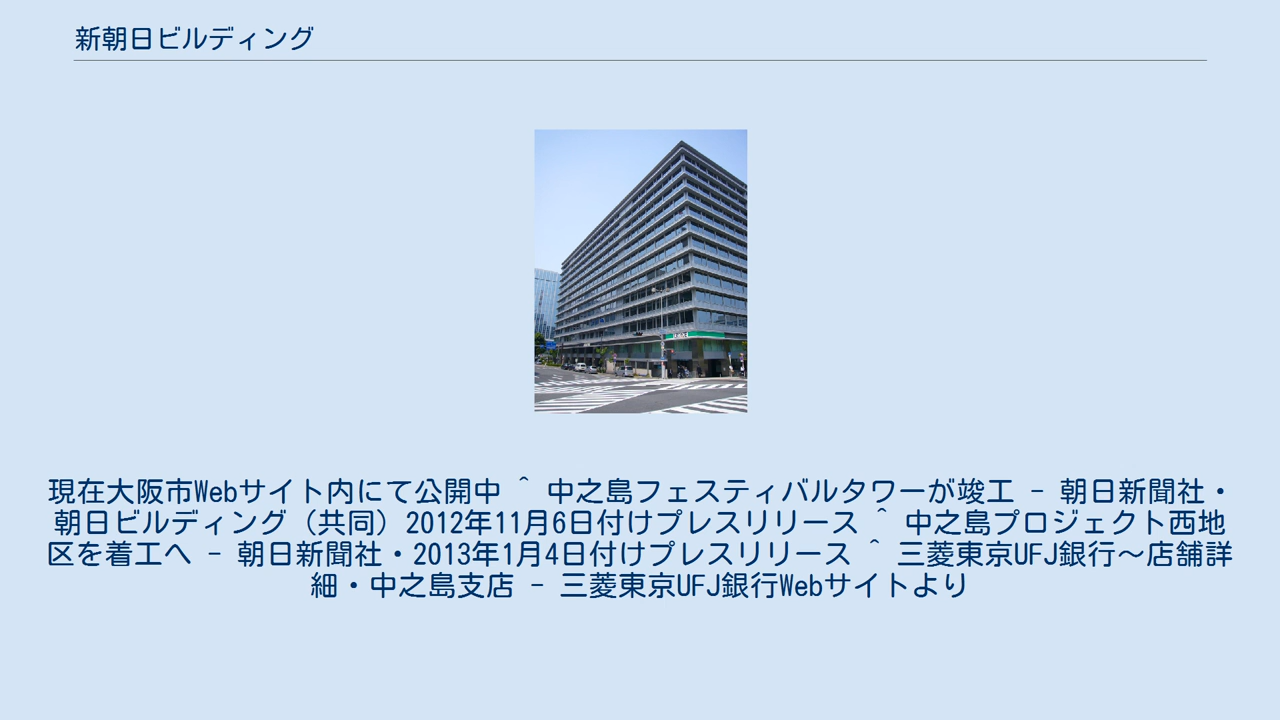 新朝日ビルディング
現在大阪市Webサイト内にて公開中 ^ 中之島フェスティバルタワーが竣工 - 朝日新聞社・
朝日ビルディング（共同）2012年11月6日付けプレスリリース ^ 中之島プロジェクト西地
区を着工へ - 朝日新聞社・2013年1月4日付けプレスリリース ^ 三菱東京UFJ銀行～店舗詳
細・中之島支店 - 三菱東京UFJ銀行Webサイトより